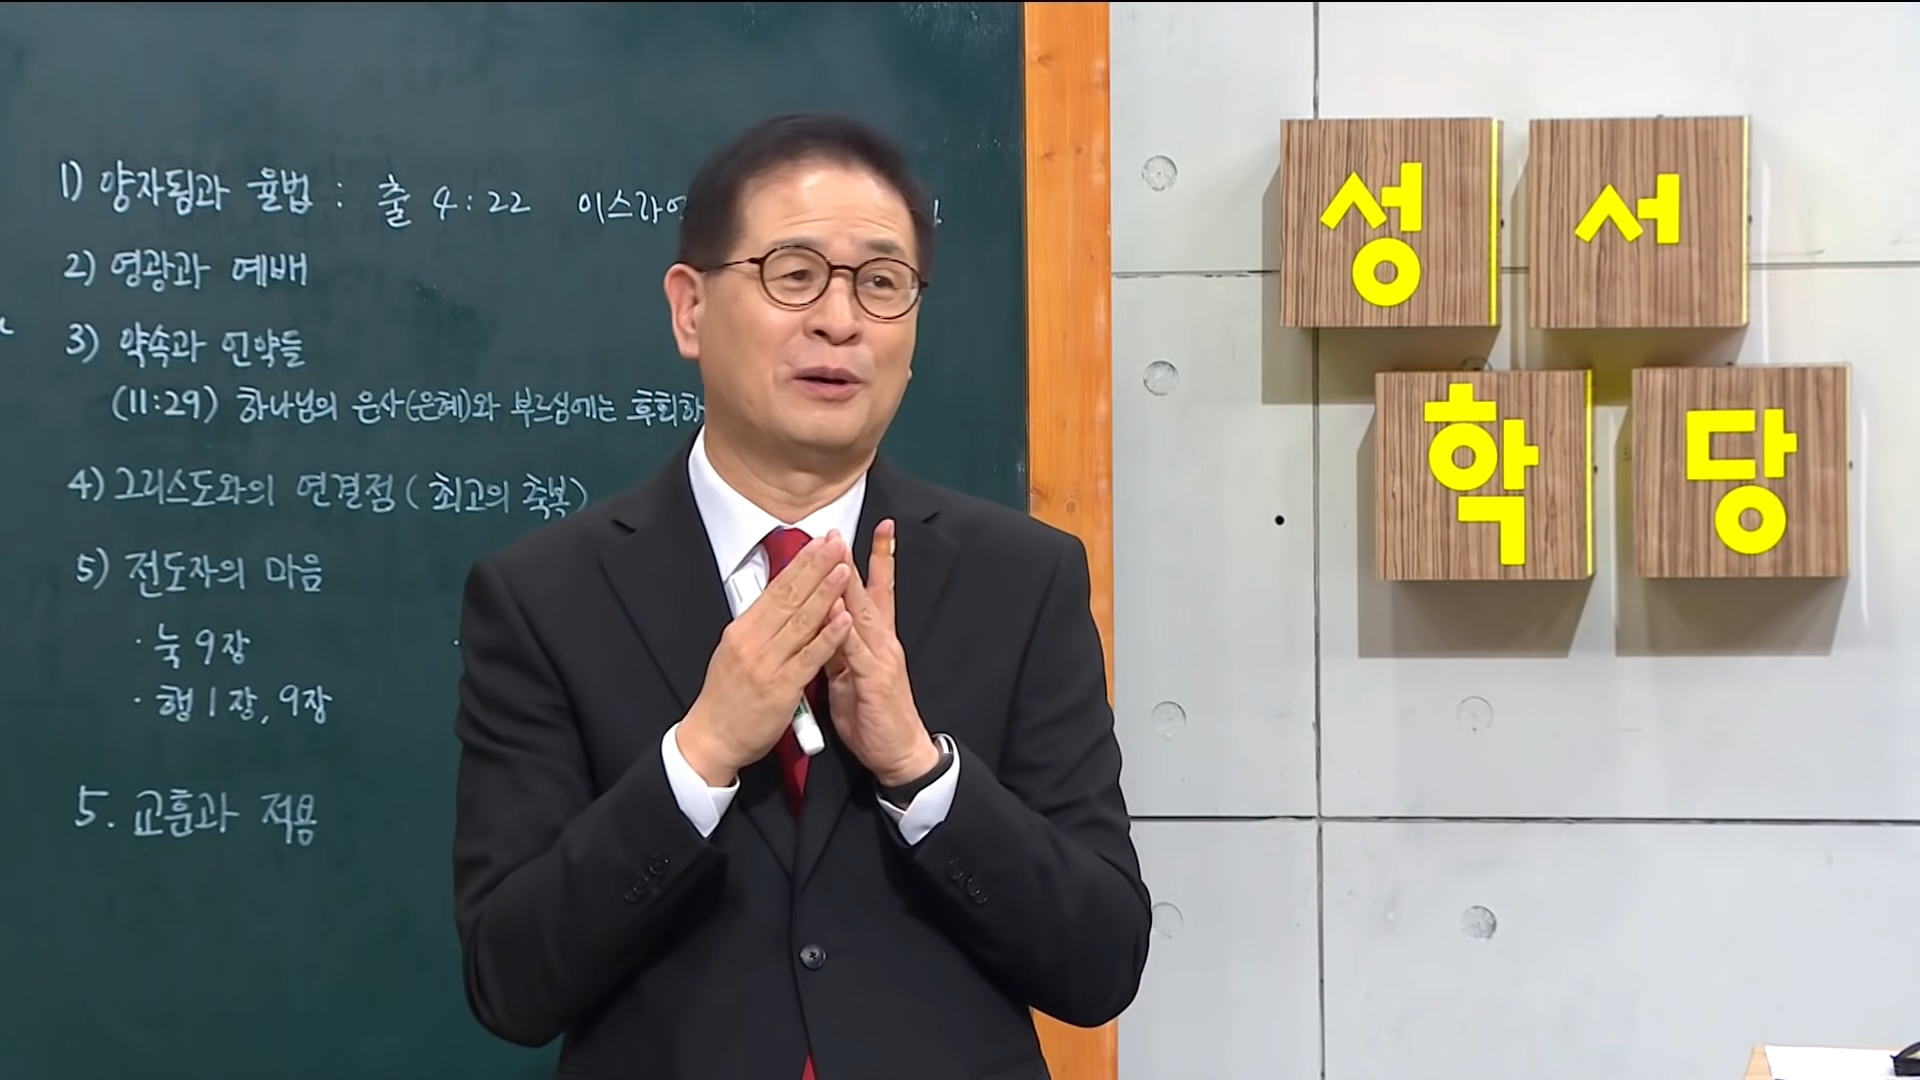 1) 양자됨과 율법 : 출 4:22 이스라
2) 영광과 예배
3) 약속과 언약들
(11:29) 하나님의 은사(은혜)와 부르심에는 후회하
4) 그리스도와의 연결점 (최고의 축복)
5) 전도자의 마음
· 눅 9장
· 행 1장, 9장
5. 교훈과 적용
성서
학당